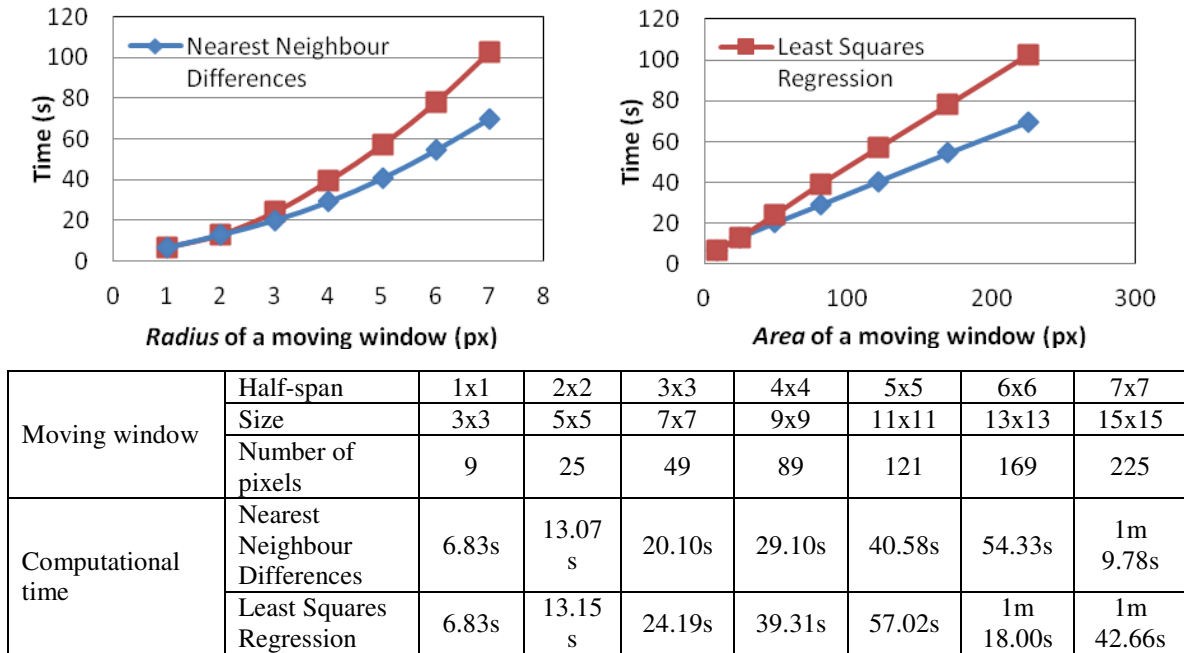 120
100
80
60
40
20
0
Time (s)
Nearest Neighbour
Differences
0 1 2 3 4 5 6 7 8
Radius of a moving window (px)
120
100
80
60
40
20
0
Time (s)
Least Squares
Regression
0 100 200 300
Area of a moving window (px)
Moving window
Half-span 1x1 2x2 3x3 4x4 5x5 6x6 7x7
Size 3x3 5x5 7x7 9x9 11x11 13x13 15x15
Number of
pixels
9 25 49 89 121 169 225
Computational
time
Nearest
Neighbour
Differences
6.83s
13.07
s
20.10s 29.10s 40.58s 54.33s
1m
9.78s
Least Squares
Regression
6.83s
13.15
s
24.19s 39.31s 57.02s
1m
18.00s
1m
42.66s